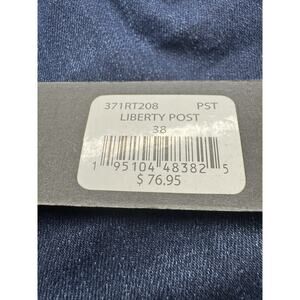 371RT208 PST
LIBERTY POST
38
1 95104 48382 5
$ 76.95